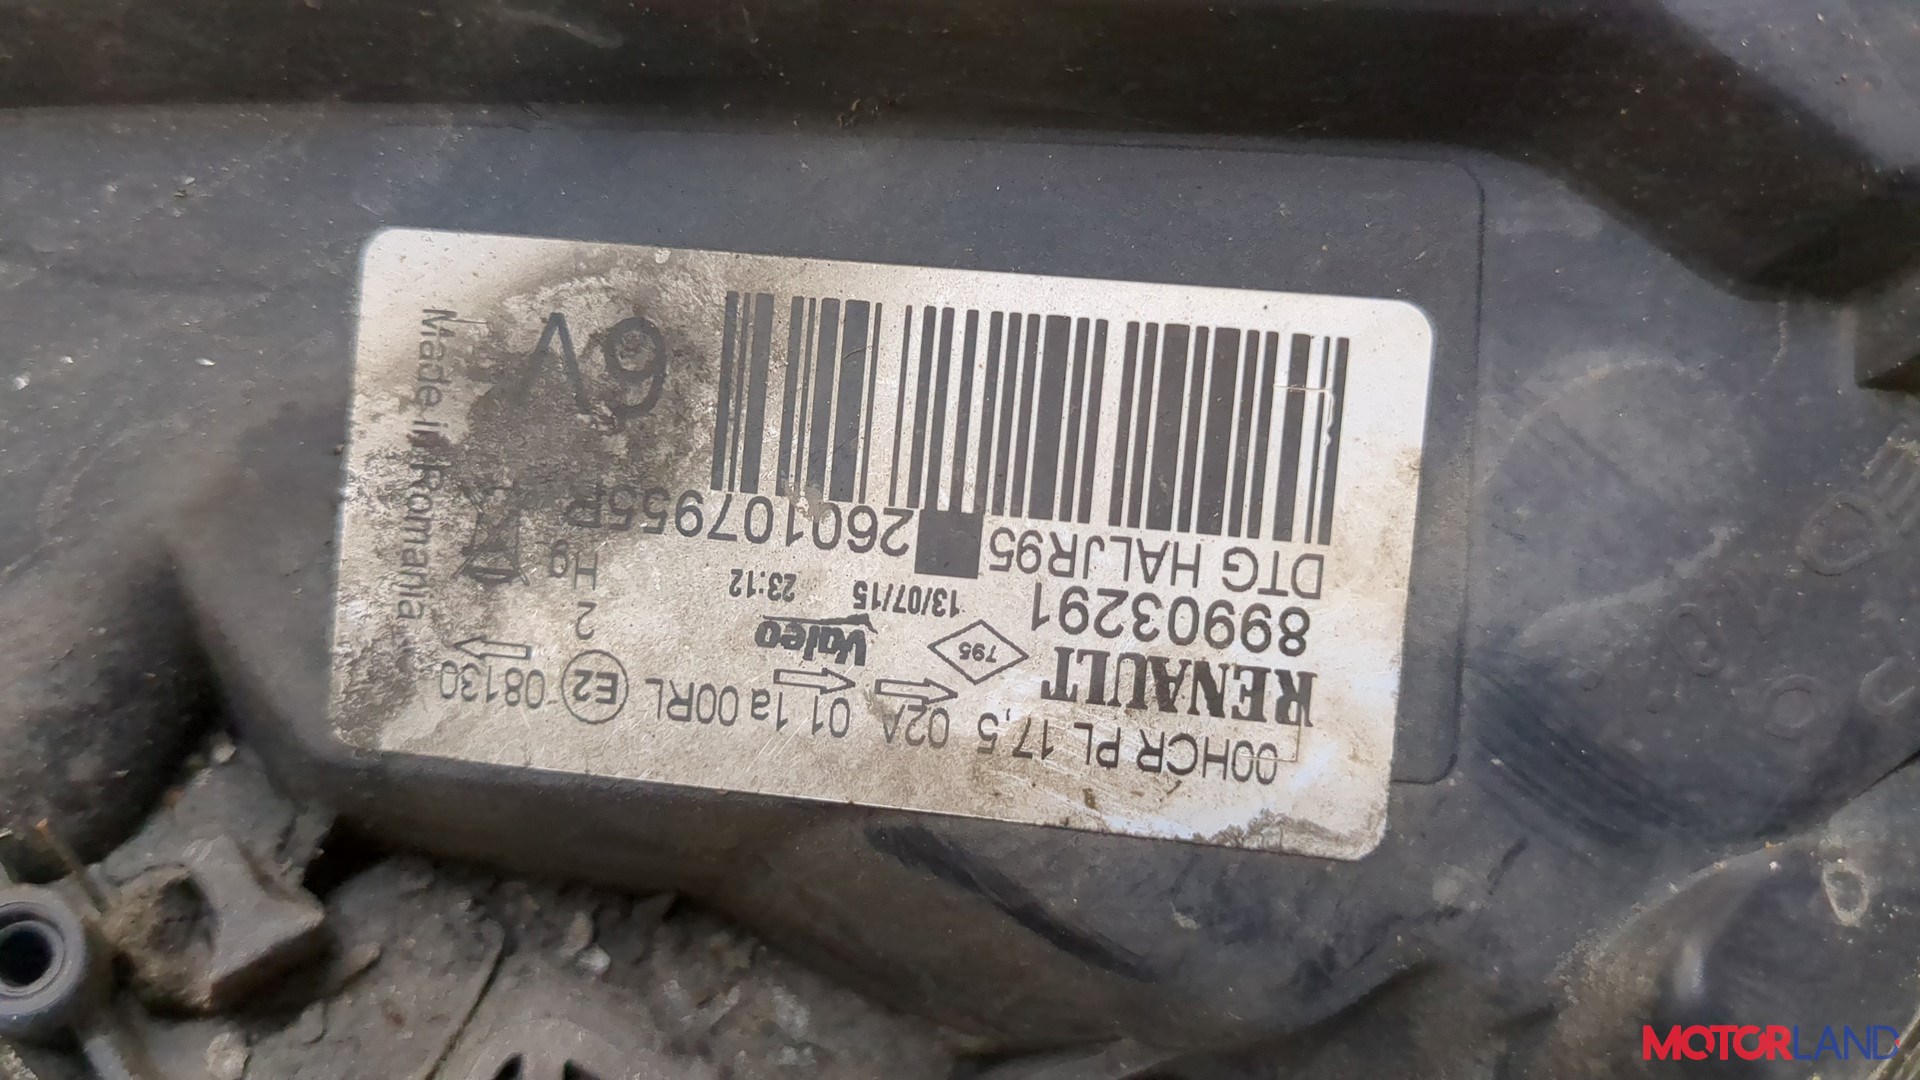 00HCR PL 17,5 02A 01 1a 00RL E2 08130
RENAULT
795
Valeo
89903291
13/07/15 23:12
DTG HALJR95
260107955R
H9
T2
6V
Made in Romania
MOTORLAND